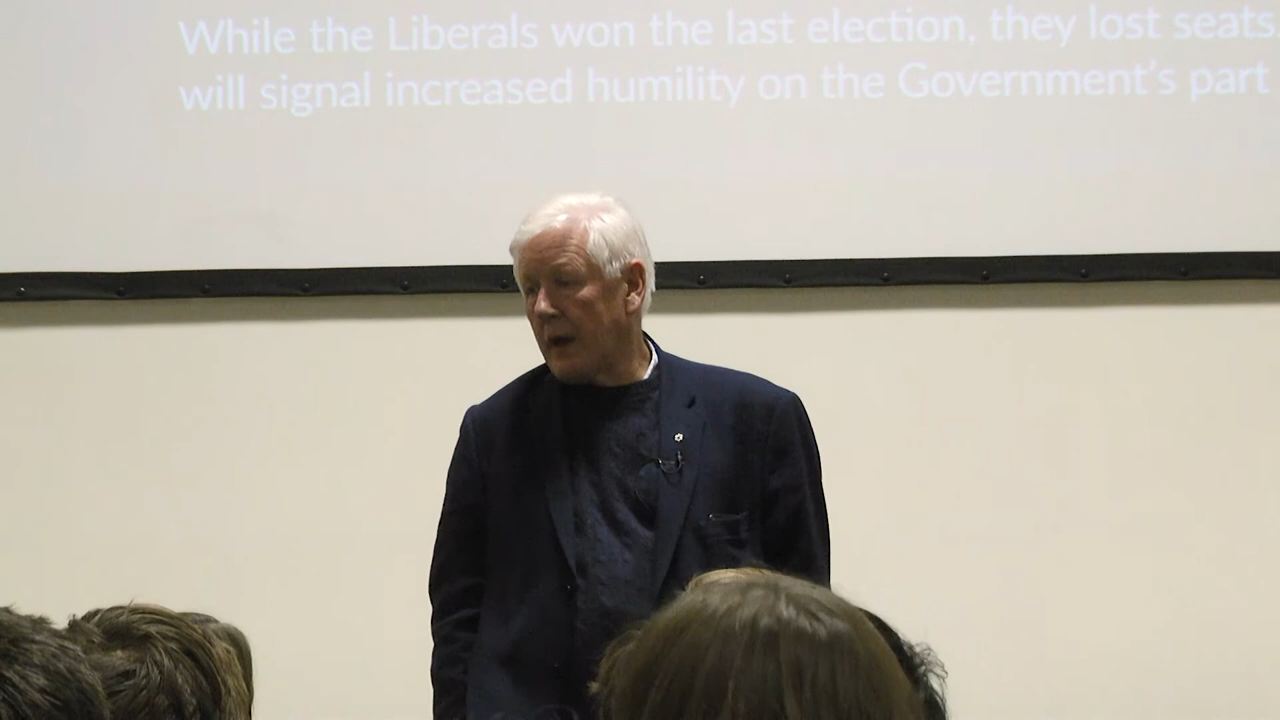 While the Liberals won the last election, they lost seats.
will signal increased humility on the Government's part